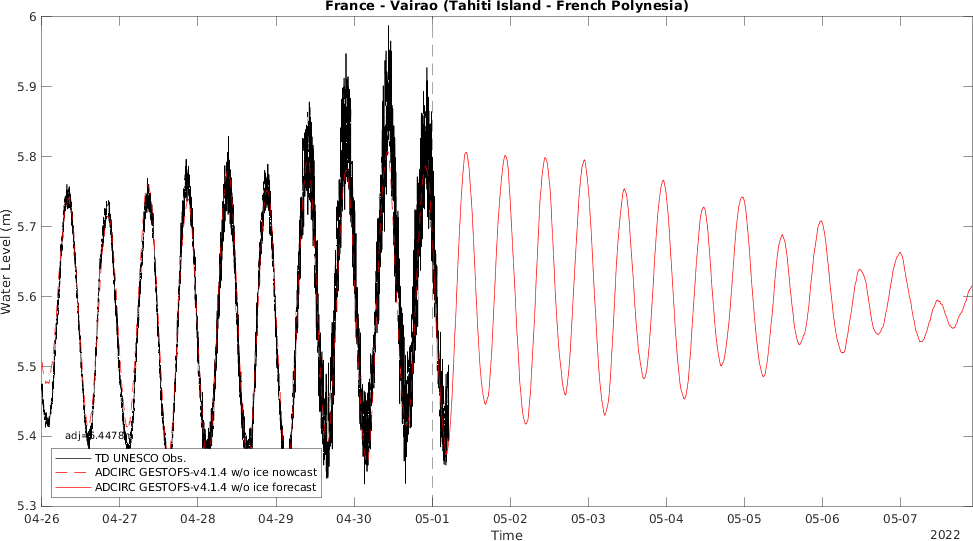 France - Vairao (Tahiti Island - French Polynesia)
6
5.9
5.8
5.7
5.6
5.5
5.4
5.3
Water Level (m)
TD UNESCO Obs.
ADCIRC GESTOFS-v4.1.4 w/o ice nowcast
ADCIRC GESTOFS-v4.1.4 w/o ice forecast
04-26 04-27 04-28 04-29 04-30 05-01 05-02 05-03 05-04 05-05 05-06 05-07
Time
2022